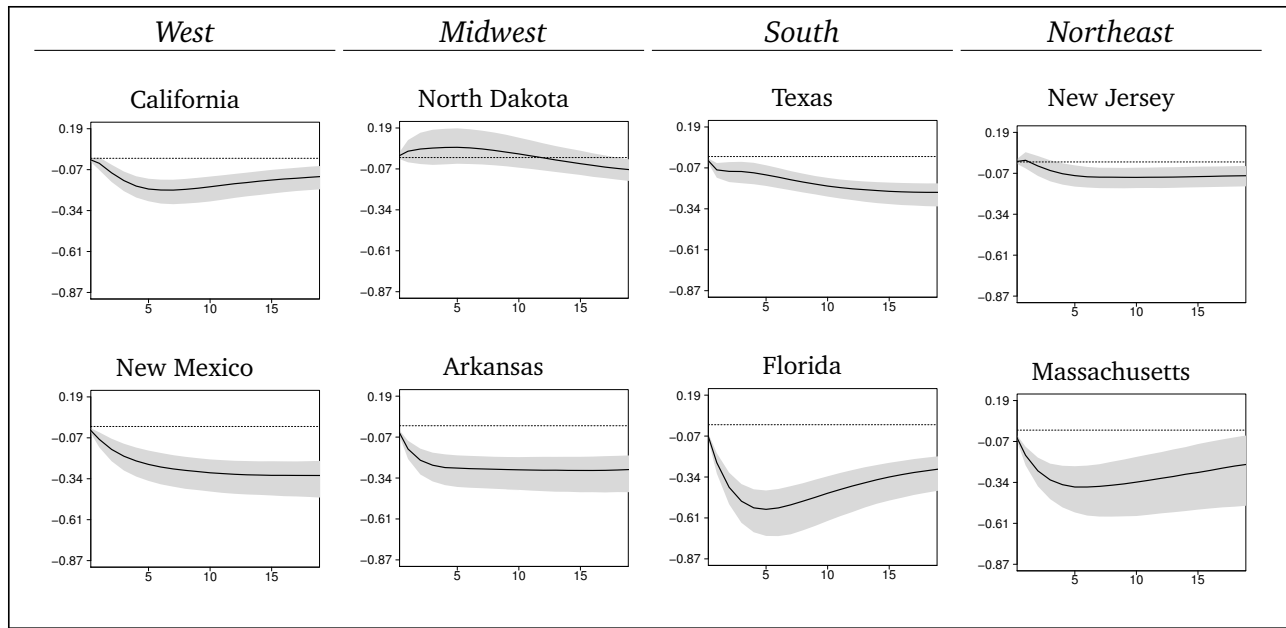 West Midwest South Northeast
California North Dakota Texas New Jersey
0.19 0.19 0.19 0.19
−0.07 −0.07 −0.07 −0.07
−0.34 −0.34 −0.34 −0.34
−0.61 −0.61 −0.61 −0.61
−0.87 −0.87 −0.87 −0.87
5 10 15 5 10 15 5 10 15 5 10 15
New Mexico Arkansas Florida Massachusetts
0.19 0.19 0.19 0.19
−0.07 −0.07 −0.07 −0.07
−0.34 −0.34 −0.34 −0.34
−0.61 −0.61 −0.61 −0.61
−0.87 −0.87 −0.87 −0.87
5 10 15 5 10 15 5 10 15 5 10 15